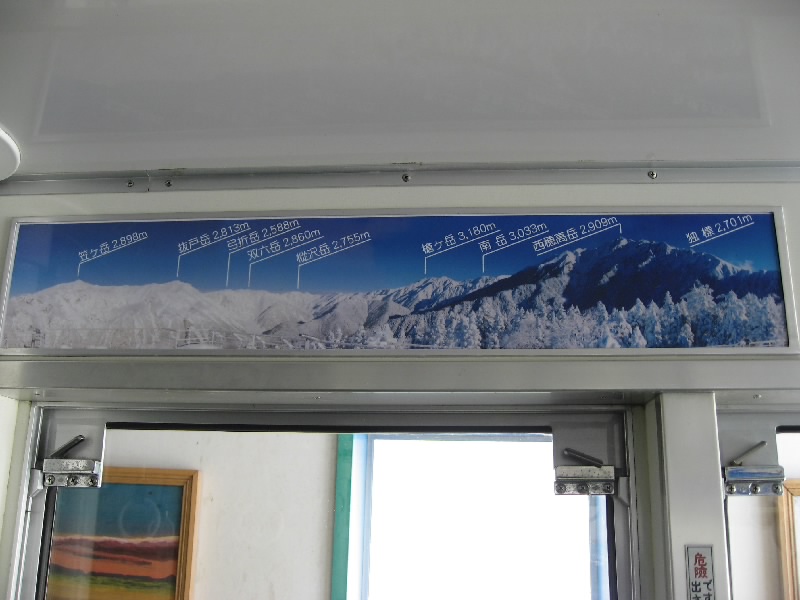 笠ヶ岳 2,898m
抜戸岳 2,813m
弓折岳 2,588m
双六岳 2,860m
樅沢岳 2,755m
槍ヶ岳 3,180m
南 岳 3,033m
西穂高岳 2,909m
独 標 2,701m
危険で
出さ